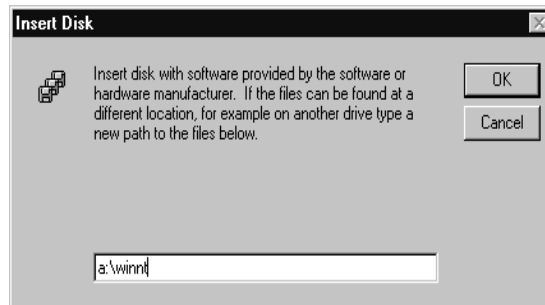 Insert Disk
Insert disk with software provided by the software or
hardware manufacturer. If the files can be found at a
different location, for example on another drive type a
new path to the files below.
OK
Cancel
a:\winnt